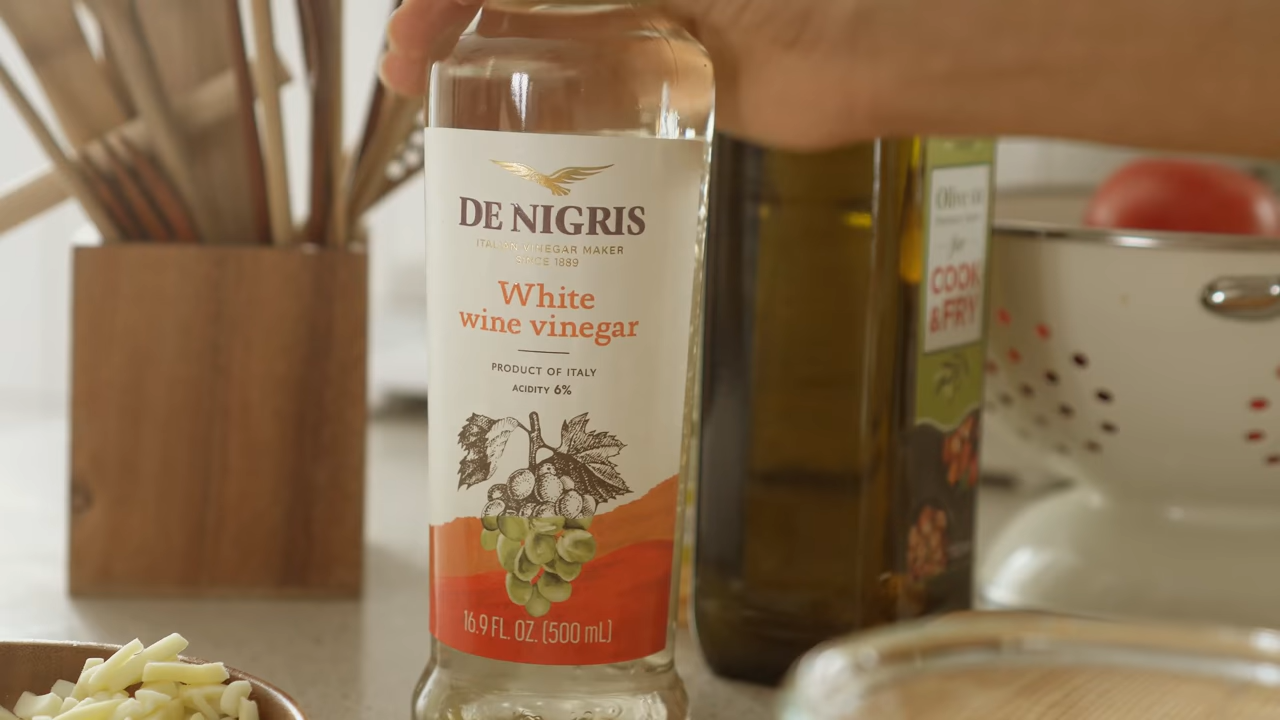 DE NIGRIS
ITALIAN VINEGAR MAKER
SINCE 1889
White
wine vinegar
PRODUCT OF ITALY
ACIDITY 6%
16.9 FL. OZ. (500 mL)
Olive
for
COOK
&FRY